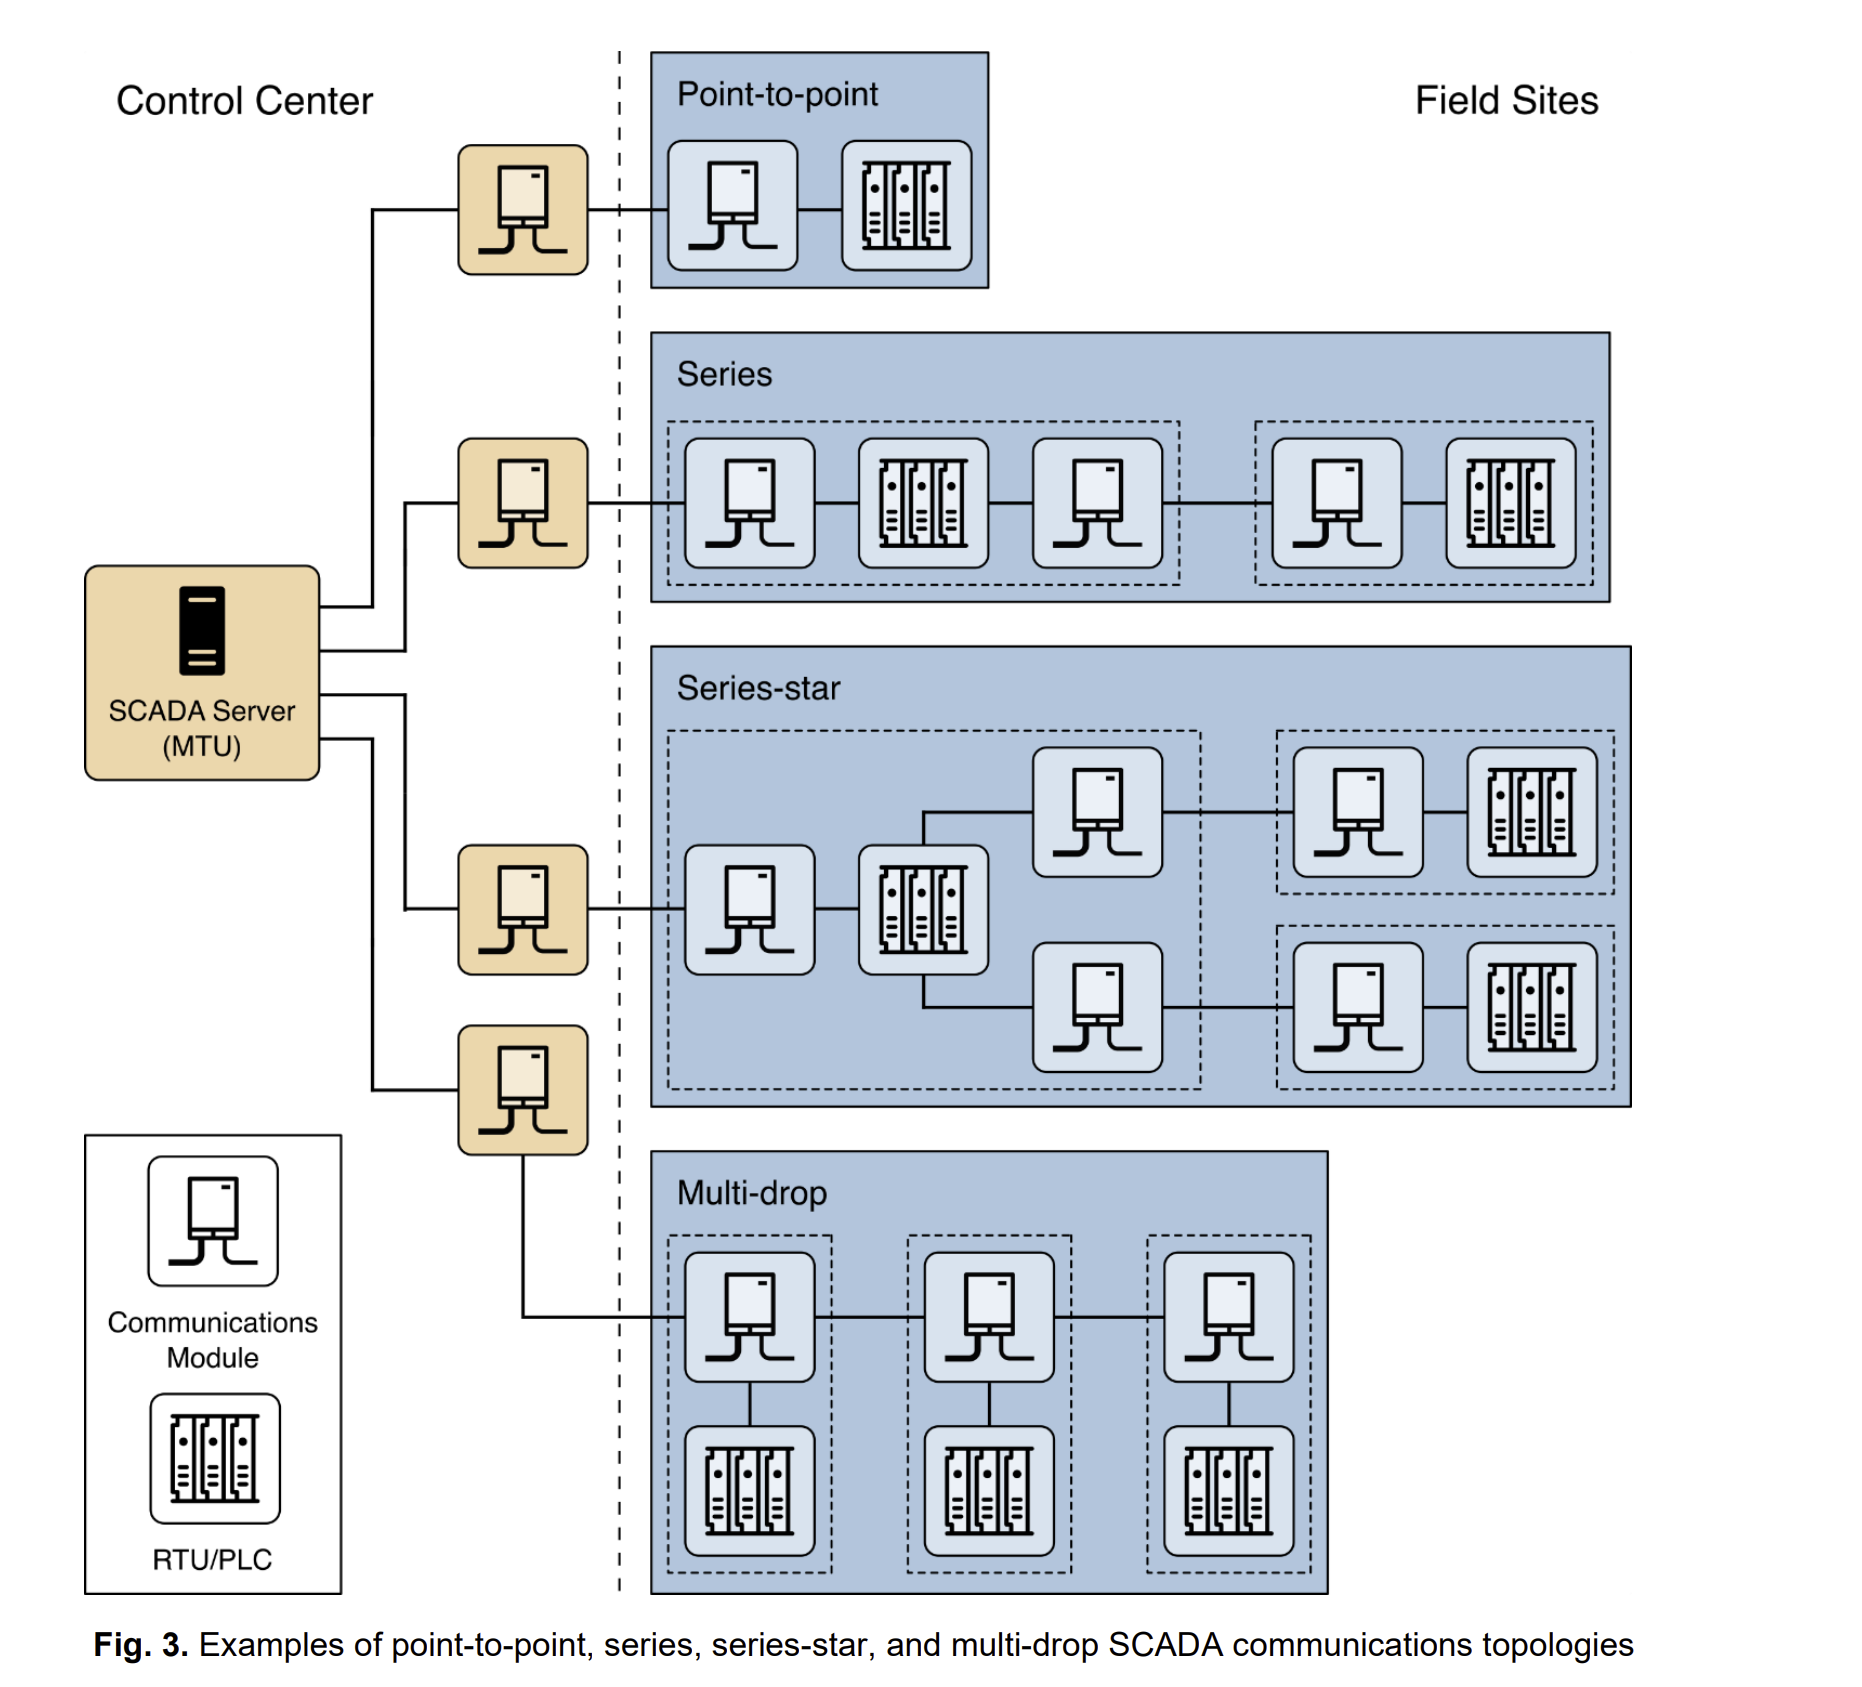 Control Center
Field Sites
Point-to-point
Series
SCADA Server
(MTU)
Series-star
Multi-drop
Communications
Module
RTU/PLC
Fig. 3. Examples of point-to-point, series, series-star, and multi-drop SCADA communications topologies